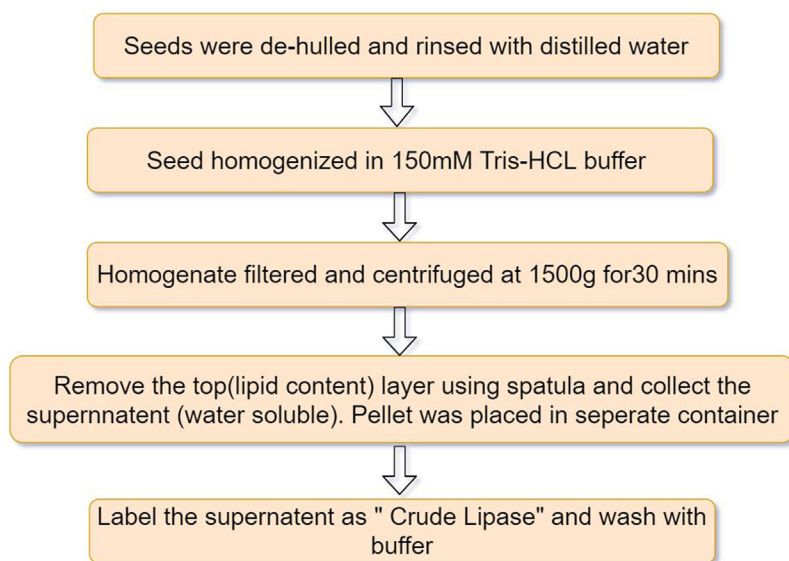 Seeds were de-hulled and rinsed with distilled water
Seed homogenized in 150mM Tris-HCL buffer
Homogenate filtered and centrifuged at 1500g for30 mins
Remove the top(lipid content) layer using spatula and collect the
supernnatent (water soluble). Pellet was placed in seperate container
Label the supernatent as " Crude Lipase" and wash with
buffer